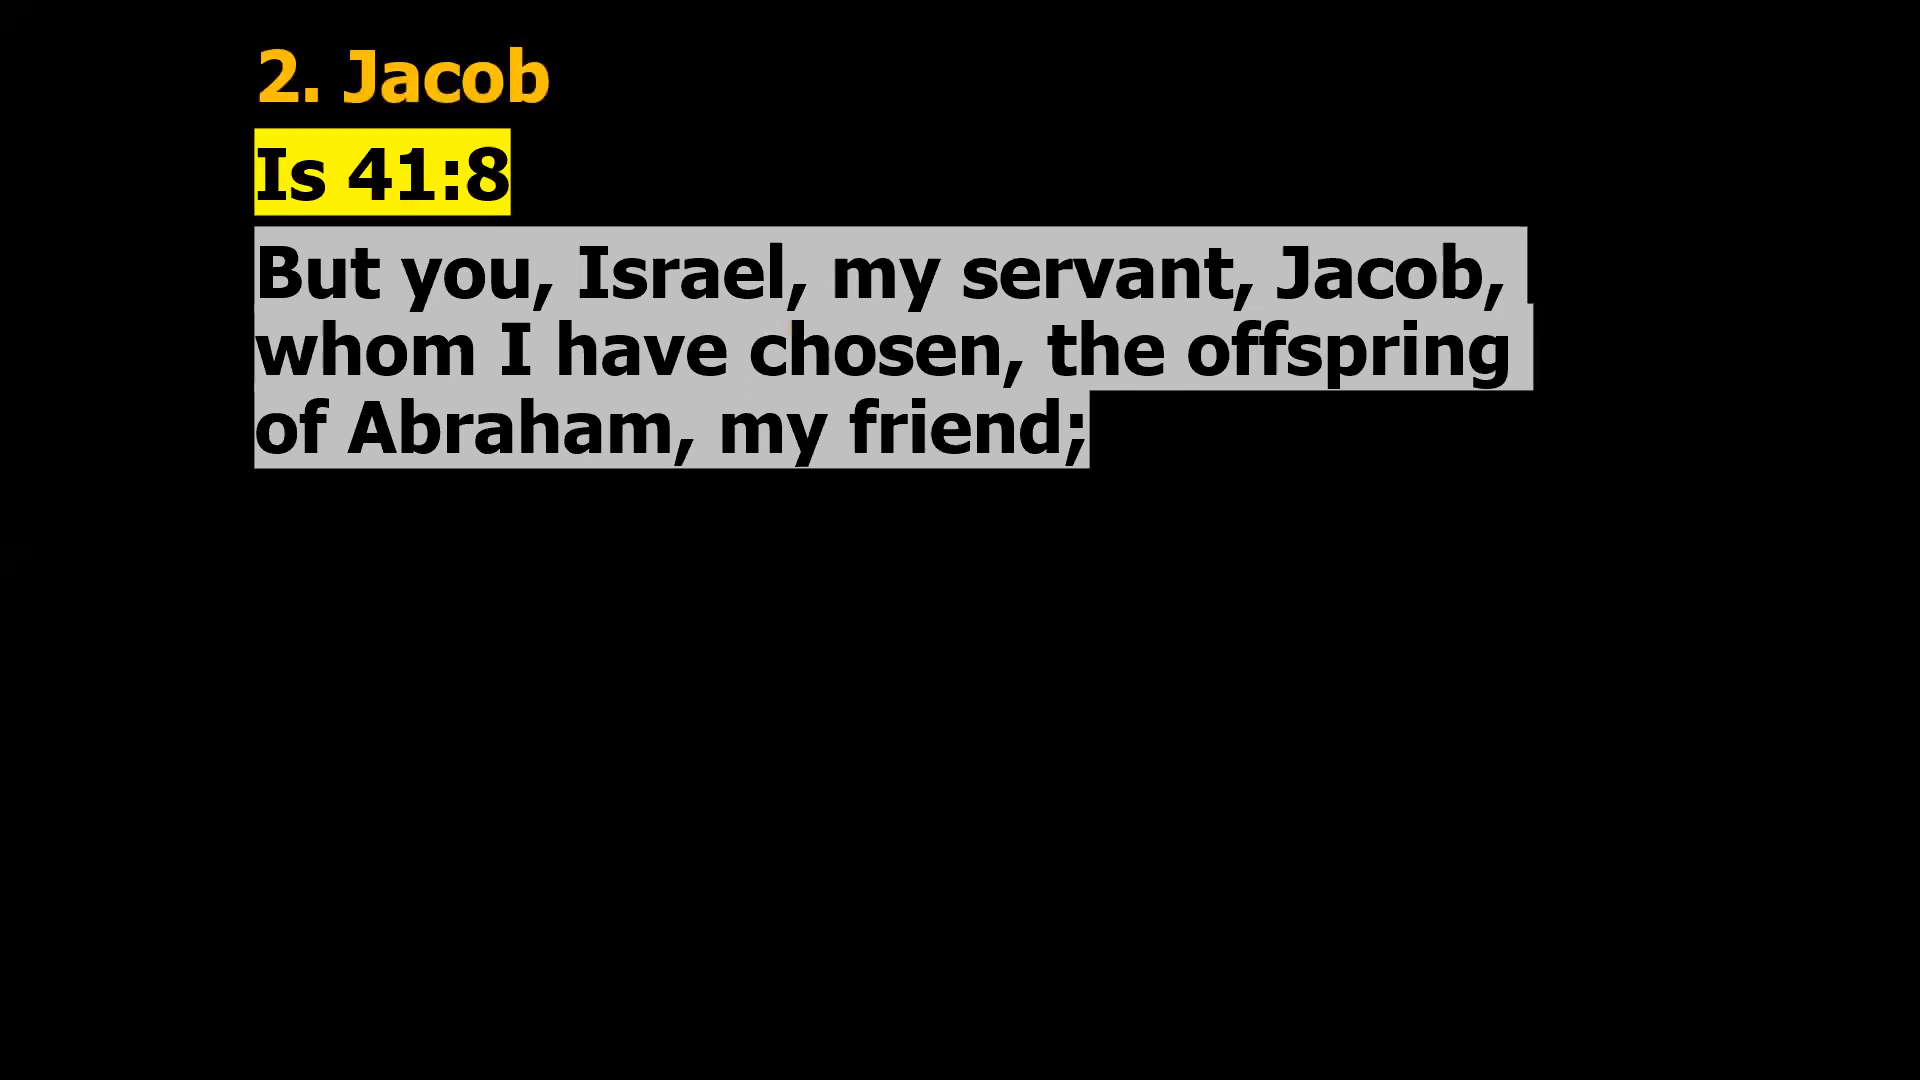 2. Jacob
Is 41:8
But you, Israel, my servant, Jacob,
whom I have chosen, the offspring
of Abraham, my friend;